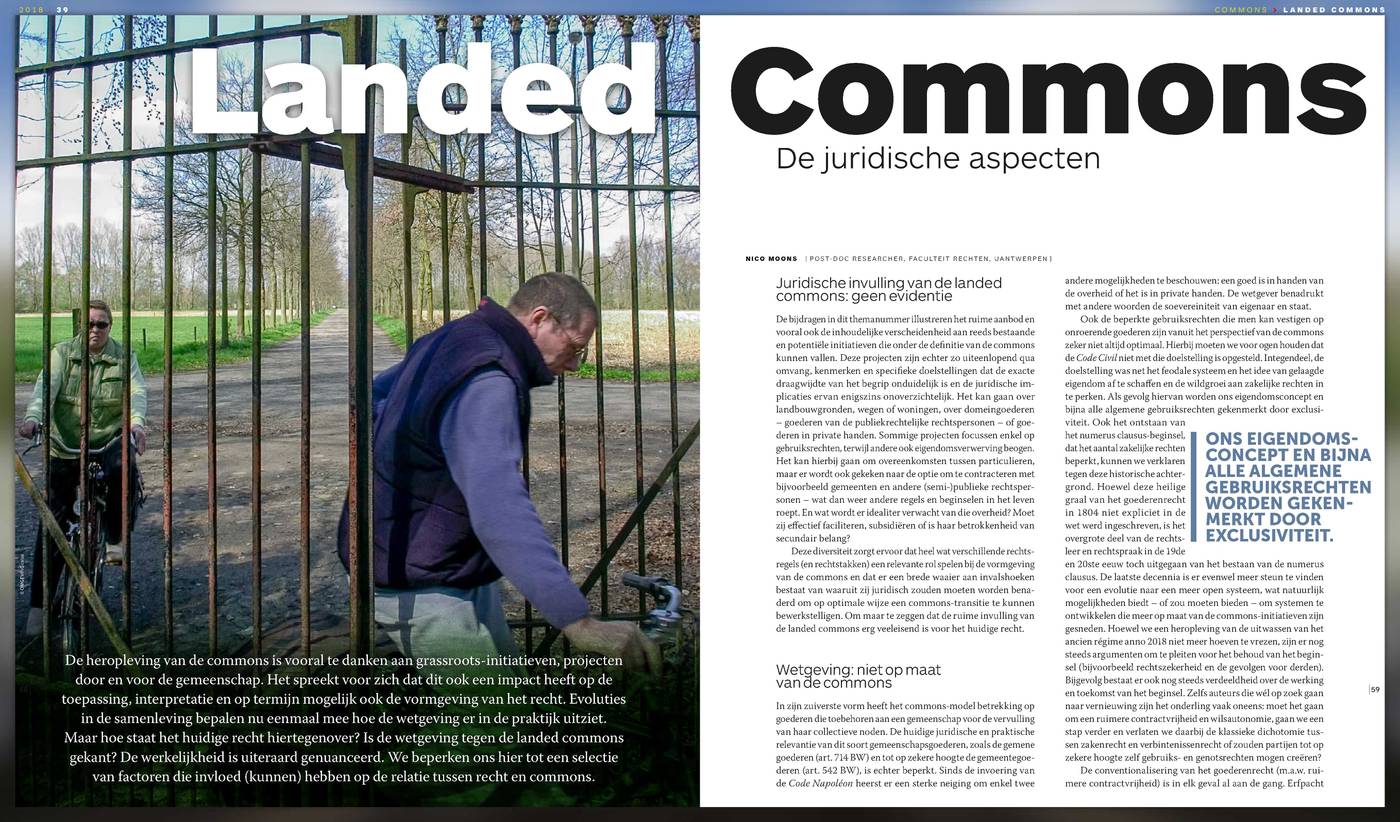 2018 39
COMMONS > LANDED COMMONS
Landed
Commons
De juridische aspecten
De heropleving van de commons is vooral te danken aan grassroots-initiatieven, projecten
door en voor de gemeenschap. Het spreekt voor zich dat dit ook een impact heeft op de
toepassing, interpretatie en op termijn mogelijk ook de vormgeving van het recht. Evoluties
in de samenleving bepalen nu eenmaal mee hoe de wetgeving er in de praktijk uitziet.
Maar hoe staat het huidige recht hiertegenover? Is de wetgeving tegen de landed commons
gekant? De werkelijkheid is uiteraard genuanceerd. We beperken ons hier tot een selectie
van factoren die invloed (kunnen) hebben op de relatie tussen recht en commons.
NICO MOONS | POST-DOC RESEARCHER, FACULTEIT RECHTEN, UANTWERPEN |
Juridische invulling van de landed
commons: geen evidentie
De bijdragen in dit themanummer illustreren het ruime aanbod en
vooral ook de inhoudelijke verscheidenheid aan reeds bestaande
en potentiële initiatieven die onder de definitie van de commons
kunnen vallen. Deze projecten zijn echter zo uiteenlopend qua
omvang, kenmerken en specifieke doelstellingen dat de exacte
draagwijdte van het begrip onduidelijk is en de juridische im-
plicaties ervan enigszins onoverzichtelijk. Het kan gaan over
landbouwgronden, wegen of woningen, over domeingoederen
– goederen van de publiekrechtelijke rechtspersonen – of goe-
deren in private handen. Sommige projecten focussen enkel op
gebruiksrechten, terwijl andere ook eigendomsverwerving beogen.
Het kan hierbij gaan om overeenkomsten tussen particulieren,
maar er wordt ook gekeken naar de optie om te contracteren met
bijvoorbeeld gemeenten en andere (semi-)publieke rechtsper-
sonen – wat dan weer andere regels en beginselen in het leven
roept. En wat wordt er idealiter verwacht van die overheid? Moet
zij effectief faciliteren, subsidiëren of is haar betrokkenheid van
secundair belang?
Deze diversiteit zorgt ervoor dat heel wat verschillende rechts-
regels (en rechtstakken) een relevante rol spelen bij de vormgeving
van de commons en dat er een brede waaier aan invalshoeken
bestaat van waaruit zij juridisch zouden moeten worden bena-
derd om op optimale wijze een commons-transitie te kunnen
bewerkstelligen. Om maar te zeggen dat de ruime invulling van
de landed commons erg veeleisend is voor het huidige recht.
Wetgeving: niet op maat
van de commons
In zijn zuiverste vorm heeft het commons-model betrekking op
goederen die toebehoren aan een gemeenschap voor de vervulling
van haar collectieve noden. De huidige juridische en praktische
relevantie van dit soort gemeenschapsgoederen, zoals de gemene
goederen (art. 714 BW) en tot op zekere hoogte de gemeentegoe-
deren (art. 542 BW), is echter beperkt. Sinds de invoering van
de Code Napoléon heerst er een sterke neiging om enkel twee
andere mogelijkheden te beschouwen: een goed is in handen van
de overheid of het is in private handen. De wetgever benadrukt
met andere woorden de soevereiniteit van eigenaar en staat.
Ook de beperkte gebruiksrechten die men kan vestigen op
onroerende goederen zijn vanuit het perspectief van de commons
zeker niet altijd optimaal. Hierbij moeten we voor ogen houden dat
de Code Civil niet met die doelstelling is opgesteld. Integendeel, de
doelstelling was net het feodale systeem en het idee van gelaagde
eigendom af te schaffen en de wildgroei aan zakelijke rechten in
te perken. Als gevolg hiervan worden ons eigendomsconcept en
bijna alle algemene gebruiksrechten gekenmerkt door exclusi-
viteit. Ook het ontstaan van
het numerus clausus-beginsel,
dat het aantal zakelijke rechten
beperkt, kunnen we verklaren
tegen deze historische achter-
grond. Hoewel deze heilige
graal van het goederenrecht
in 1804 niet expliciet in de
wet werd ingeschreven, is het
overgrote deel van de rechts-
leer en rechtspraak in de 19de
en 20ste eeuw toch uitgegaan van het bestaan van de numerus
clausus. De laatste decennia is er evenwel meer steun te vinden
voor een evolutie naar een meer open systeem, wat natuurlijk
mogelijkheden biedt – of zou moeten bieden – om systemen te
ontwikkelen die meer op maat van de commons-initiatieven zijn
gesneden. Hoewel we een heropleving van de uitwassen van het
ancien régime anno 2018 niet meer hoeven te vrezen, zijn er nog
steeds argumenten om te pleiten voor het behoud van het begin-
sel (bijvoorbeeld rechtszekerheid en de gevolgen voor derden).
Bijgevolg bestaat er ook nog steeds verdeeldheid over de werking
en toekomst van het beginsel. Zelfs auteurs die wél op zoek gaan
naar vernieuwing zijn het onderling vaak oneens: moet het gaan
om een ruimere contractvrijheid en wilsautonomie, gaan we een
stap verder en verlaten we daarbij de klassieke dichotomie tus-
sen zakenrecht en verbintenissenrecht of zouden partijen tot op
zekere hoogte zelf gebruiks- en genotsrechten mogen creëren?
De conventionalisering van het goederenrecht (m.a.w. rui-
mere contractvrijheid) is in elk geval al aan de gang. Erfpacht
ONS EIGENDOMS-
CONCEPT EN BIJNA
ALLE ALGEMENE
GEBRUIKSRECHTEN
WORDEN GEKEN-
MERKT DOOR
EXCLUSIVITEIT.
59